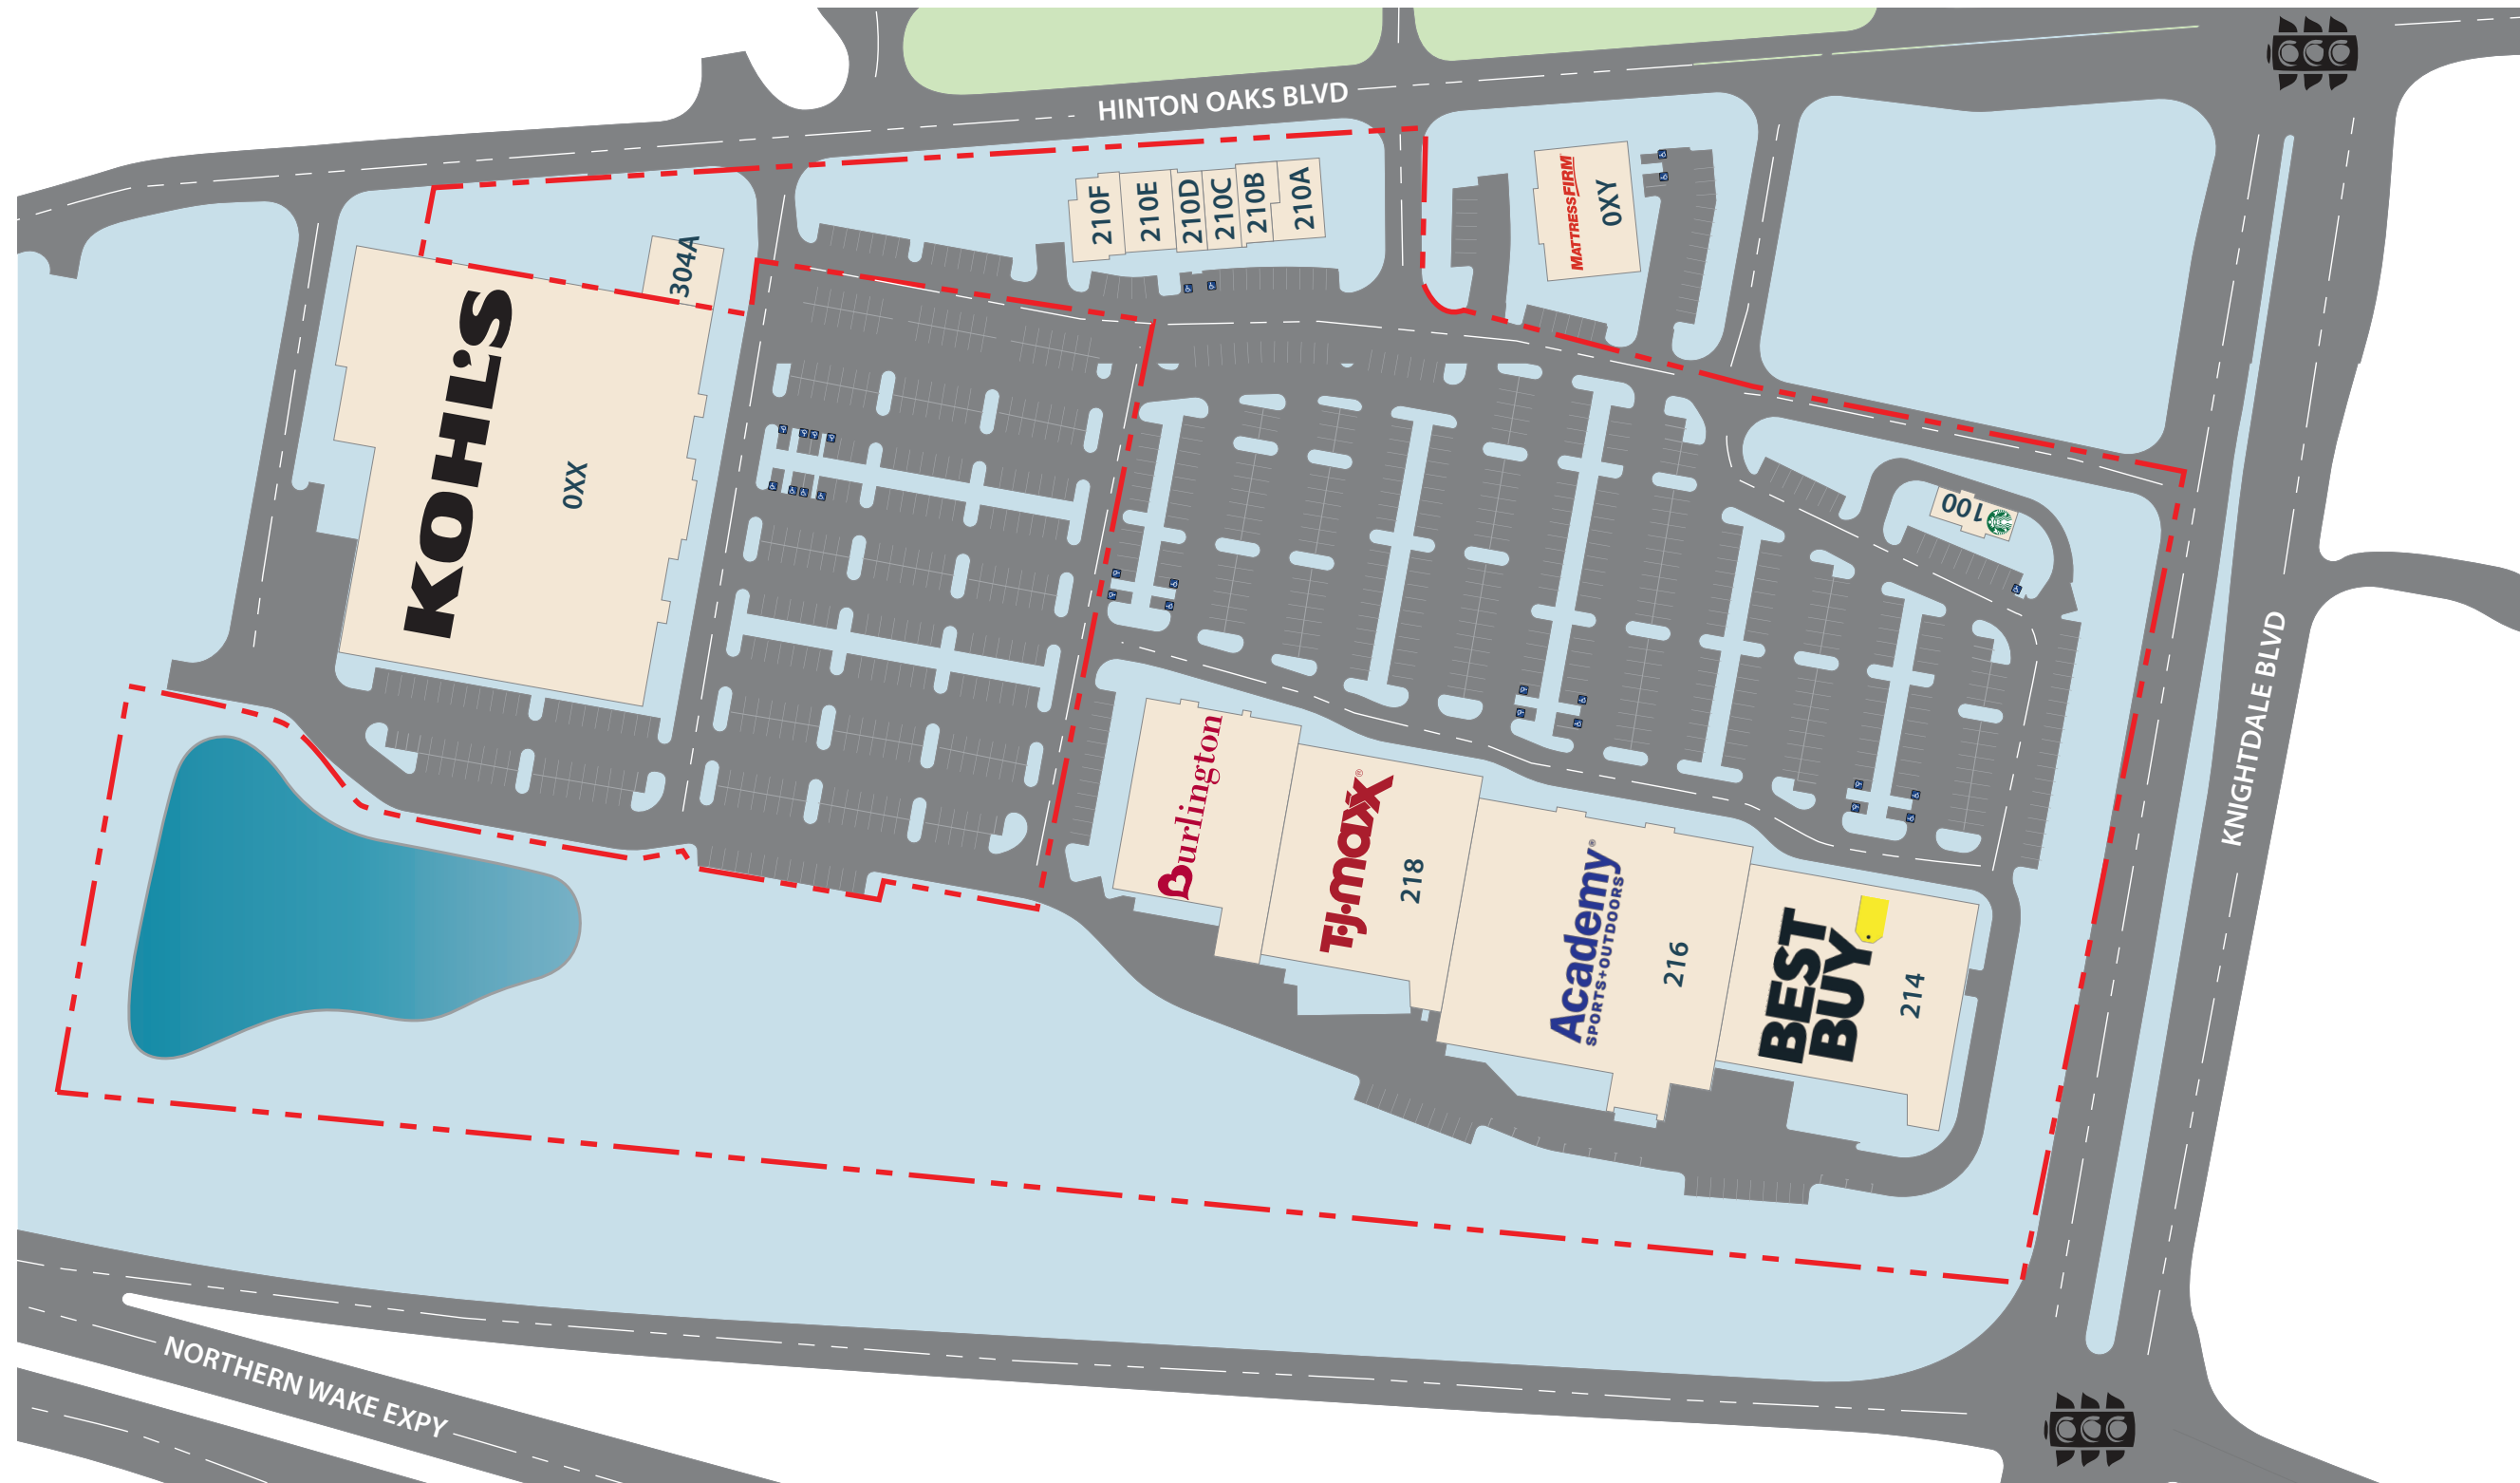 HINTON OAKS BLVD
210F
210E
210D
210C
210B
210A
MATTRESSFIRM
0XY
304A
KOHL's
0XX
100
KNIGHTDALE BLVD
Burlington
T•J•maxx®
218
Academy®
SPORTS+OUTDOORS
216
BEST
BUY
214
NORTHERN WAKE EXPY